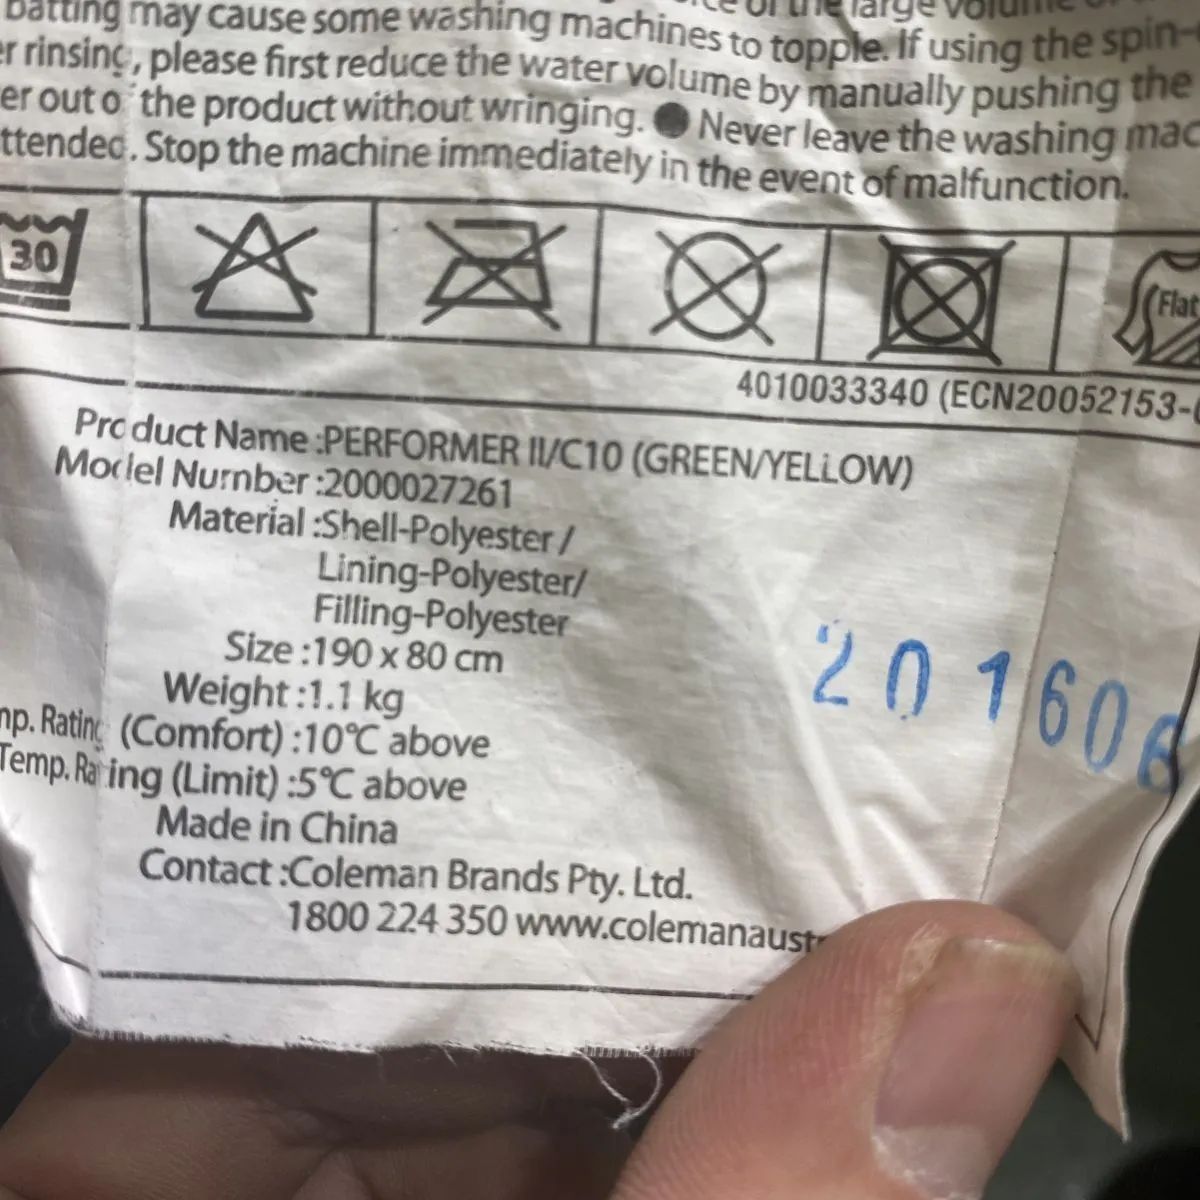 may cause some washing machines to topple. If using the spin-
rinsing, please first reduce the water volume by manually pushing the
er out o the product without wringing. ● Never leave the washing mac
ttended. Stop the machine immediately in the event of malfunction.
30
Flat
4010033340 (ECN20052153-
Product Name :PERFORMER II/C10 (GREEN/YELLOW)
Model Number :2000027261
Material :Shell-Polyester /
Lining-Polyester/
Filling-Polyester
Size :190 x 80 cm
Weight :1.1 kg
201606
mp. Rating (Comfort) :10°C above
Temp. Rating (Limit) :5°C above
Made in China
Contact :Coleman Brands Pty. Ltd.
1800 224 350 www.colemanaust